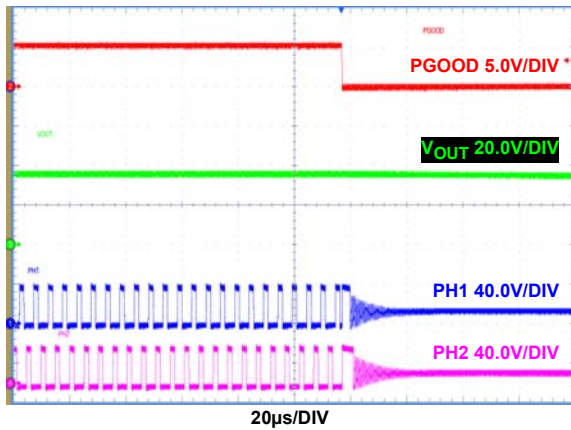 PGOOD
PGOOD 5.0V/DIV
VOUT
VOUT 20.0V/DIV
PH1
PH1 40.0V/DIV
PH2
PH2 40.0V/DIV
20µs/DIV